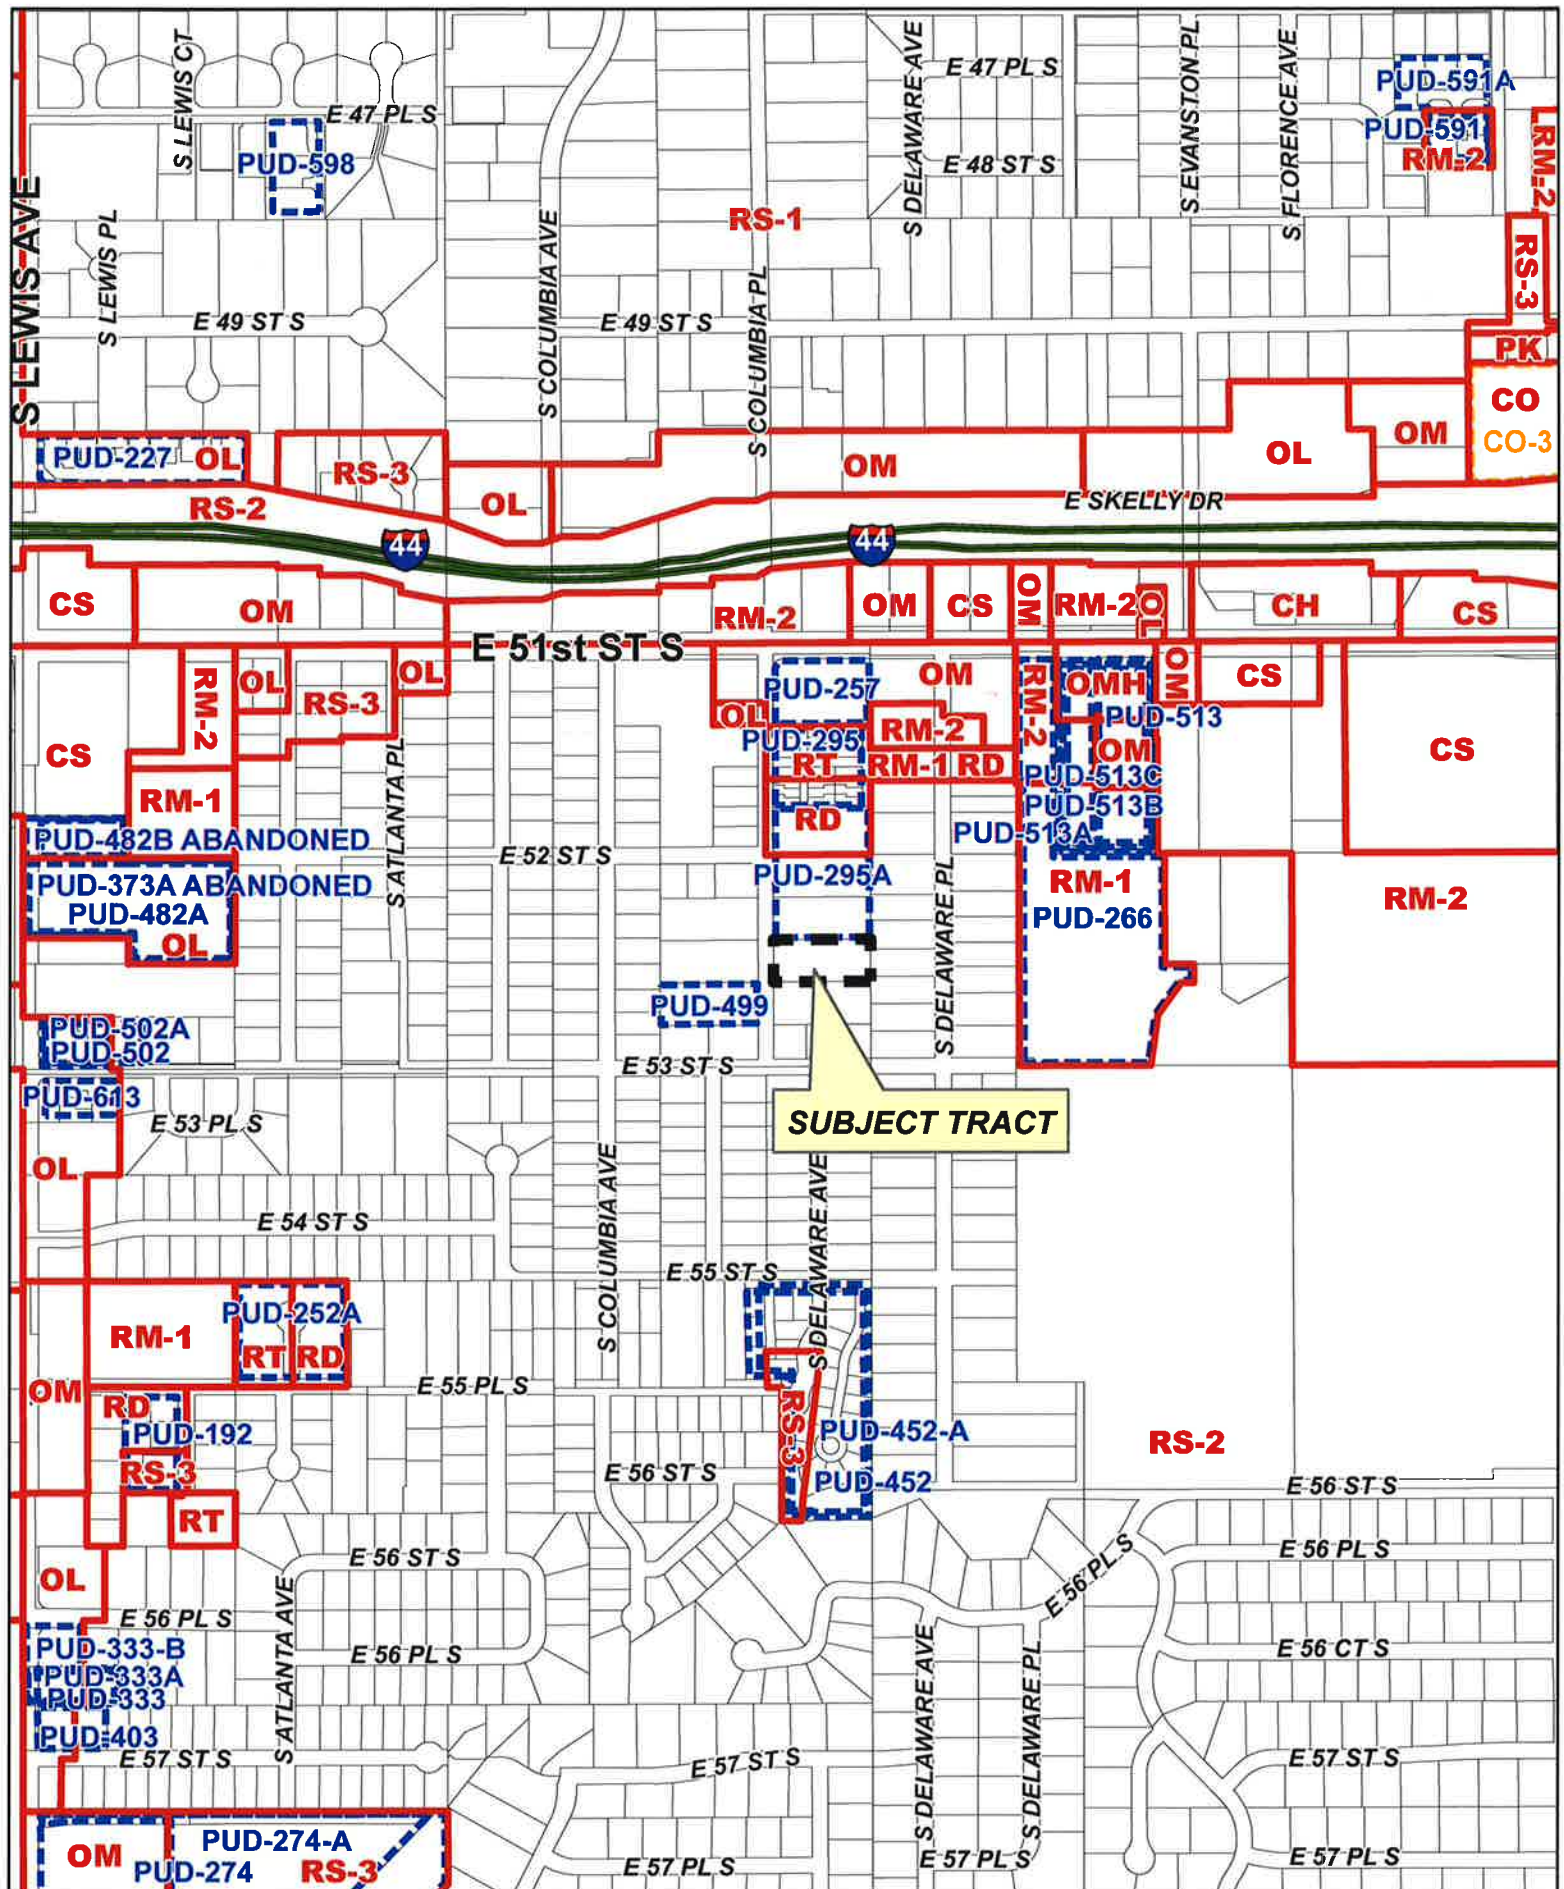 S LEWIS CT
S DELAWARE AVE
E 47 PL S
S EVANSTON PL
S FLORENCE AVE
PUD-591A
E 47 PL S
PUD-591
RM-2
RM-2
PUD-598
E 48 ST S
S LEWIS AVE
S LEWIS PL
S COLUMBIA AVE
RS-1
S COLUMBIA PL
RS-3
E 49 ST S
E 49 ST S
PK
CO
CO-3
OM
OL
PUD-227
OL
RS-3
OM
RS-2
OL
E SKELLY DR
44
44
CS
OM
RM-2
OM
CS
OM
RM-2
OL
CH
CS
E 51st ST S
RM-2
OL
RS-3
OL
PUD-257
OM
RM-2
OMH
OM
CS
OL
PUD-513
CS
PUD-295
RM-2
OM
CS
RT
RM-1
RD
PUD-513C
RM-1
S ATLANTA PL
RD
PUD-513B
PUD-482B ABANDONED
PUD-513A
E 52 ST S
PUD-373A ABANDONED
PUD-295A
RM-1
PUD-482A
PUD-266
RM-2
OL
S DELAWARE PL
PUD-499
PUD-502A
PUD-502
E 53 ST S
PUD-613
E 53 PL S
SUBJECT TRACT
OL
S COLUMBIA AVE
S DELAWARE AVE
E 54 ST S
E 55 ST S
PUD-252A
RM-1
RT
RD
OM
E 55 PL S
RD
PUD-192
RS-3
PUD-452-A
RS-2
RS-3
E 56 ST S
PUD-452
E 56 ST S
RT
E 56 ST S
E 56 PL S
E 56 PL S
OL
S ATLANTA AVE
E 56 PL S
PUD-333-B
E 56 PL S
E 56 CT S
PUD-333A
PUD-333
S DELAWARE AVE
S DELAWARE PL
PUD-403
E 57 ST S
E 57 ST S
E 57 ST S
PUD-274-A
OM
PUD-274
RS-3
E 57 PL S
E 57 PL S
E 57 PL S